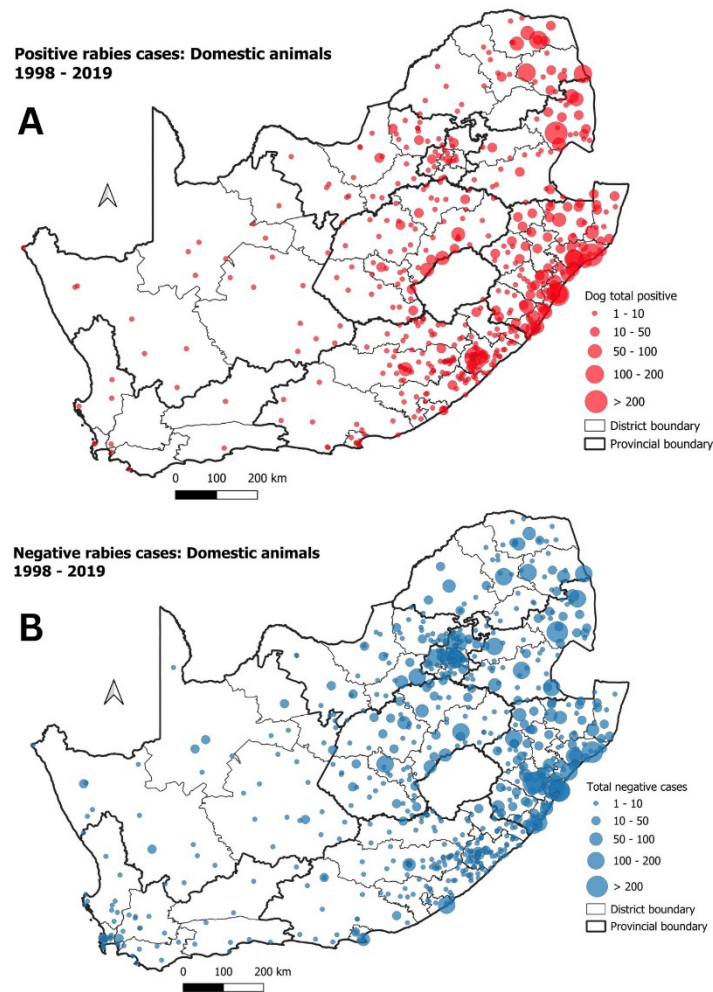 Positive rabies cases: Domestic animals
1998 - 2019
A
Dog total positive
1 - 10
10 - 50
50 - 100
100 - 200
> 200
District boundary
Provincial boundary
0 100 200 km
Negative rabies cases: Domestic animals
1998 - 2019
B
Total negative cases
1 - 10
10 - 50
50 - 100
100 - 200
> 200
District boundary
Provincial boundary
0 100 200 km